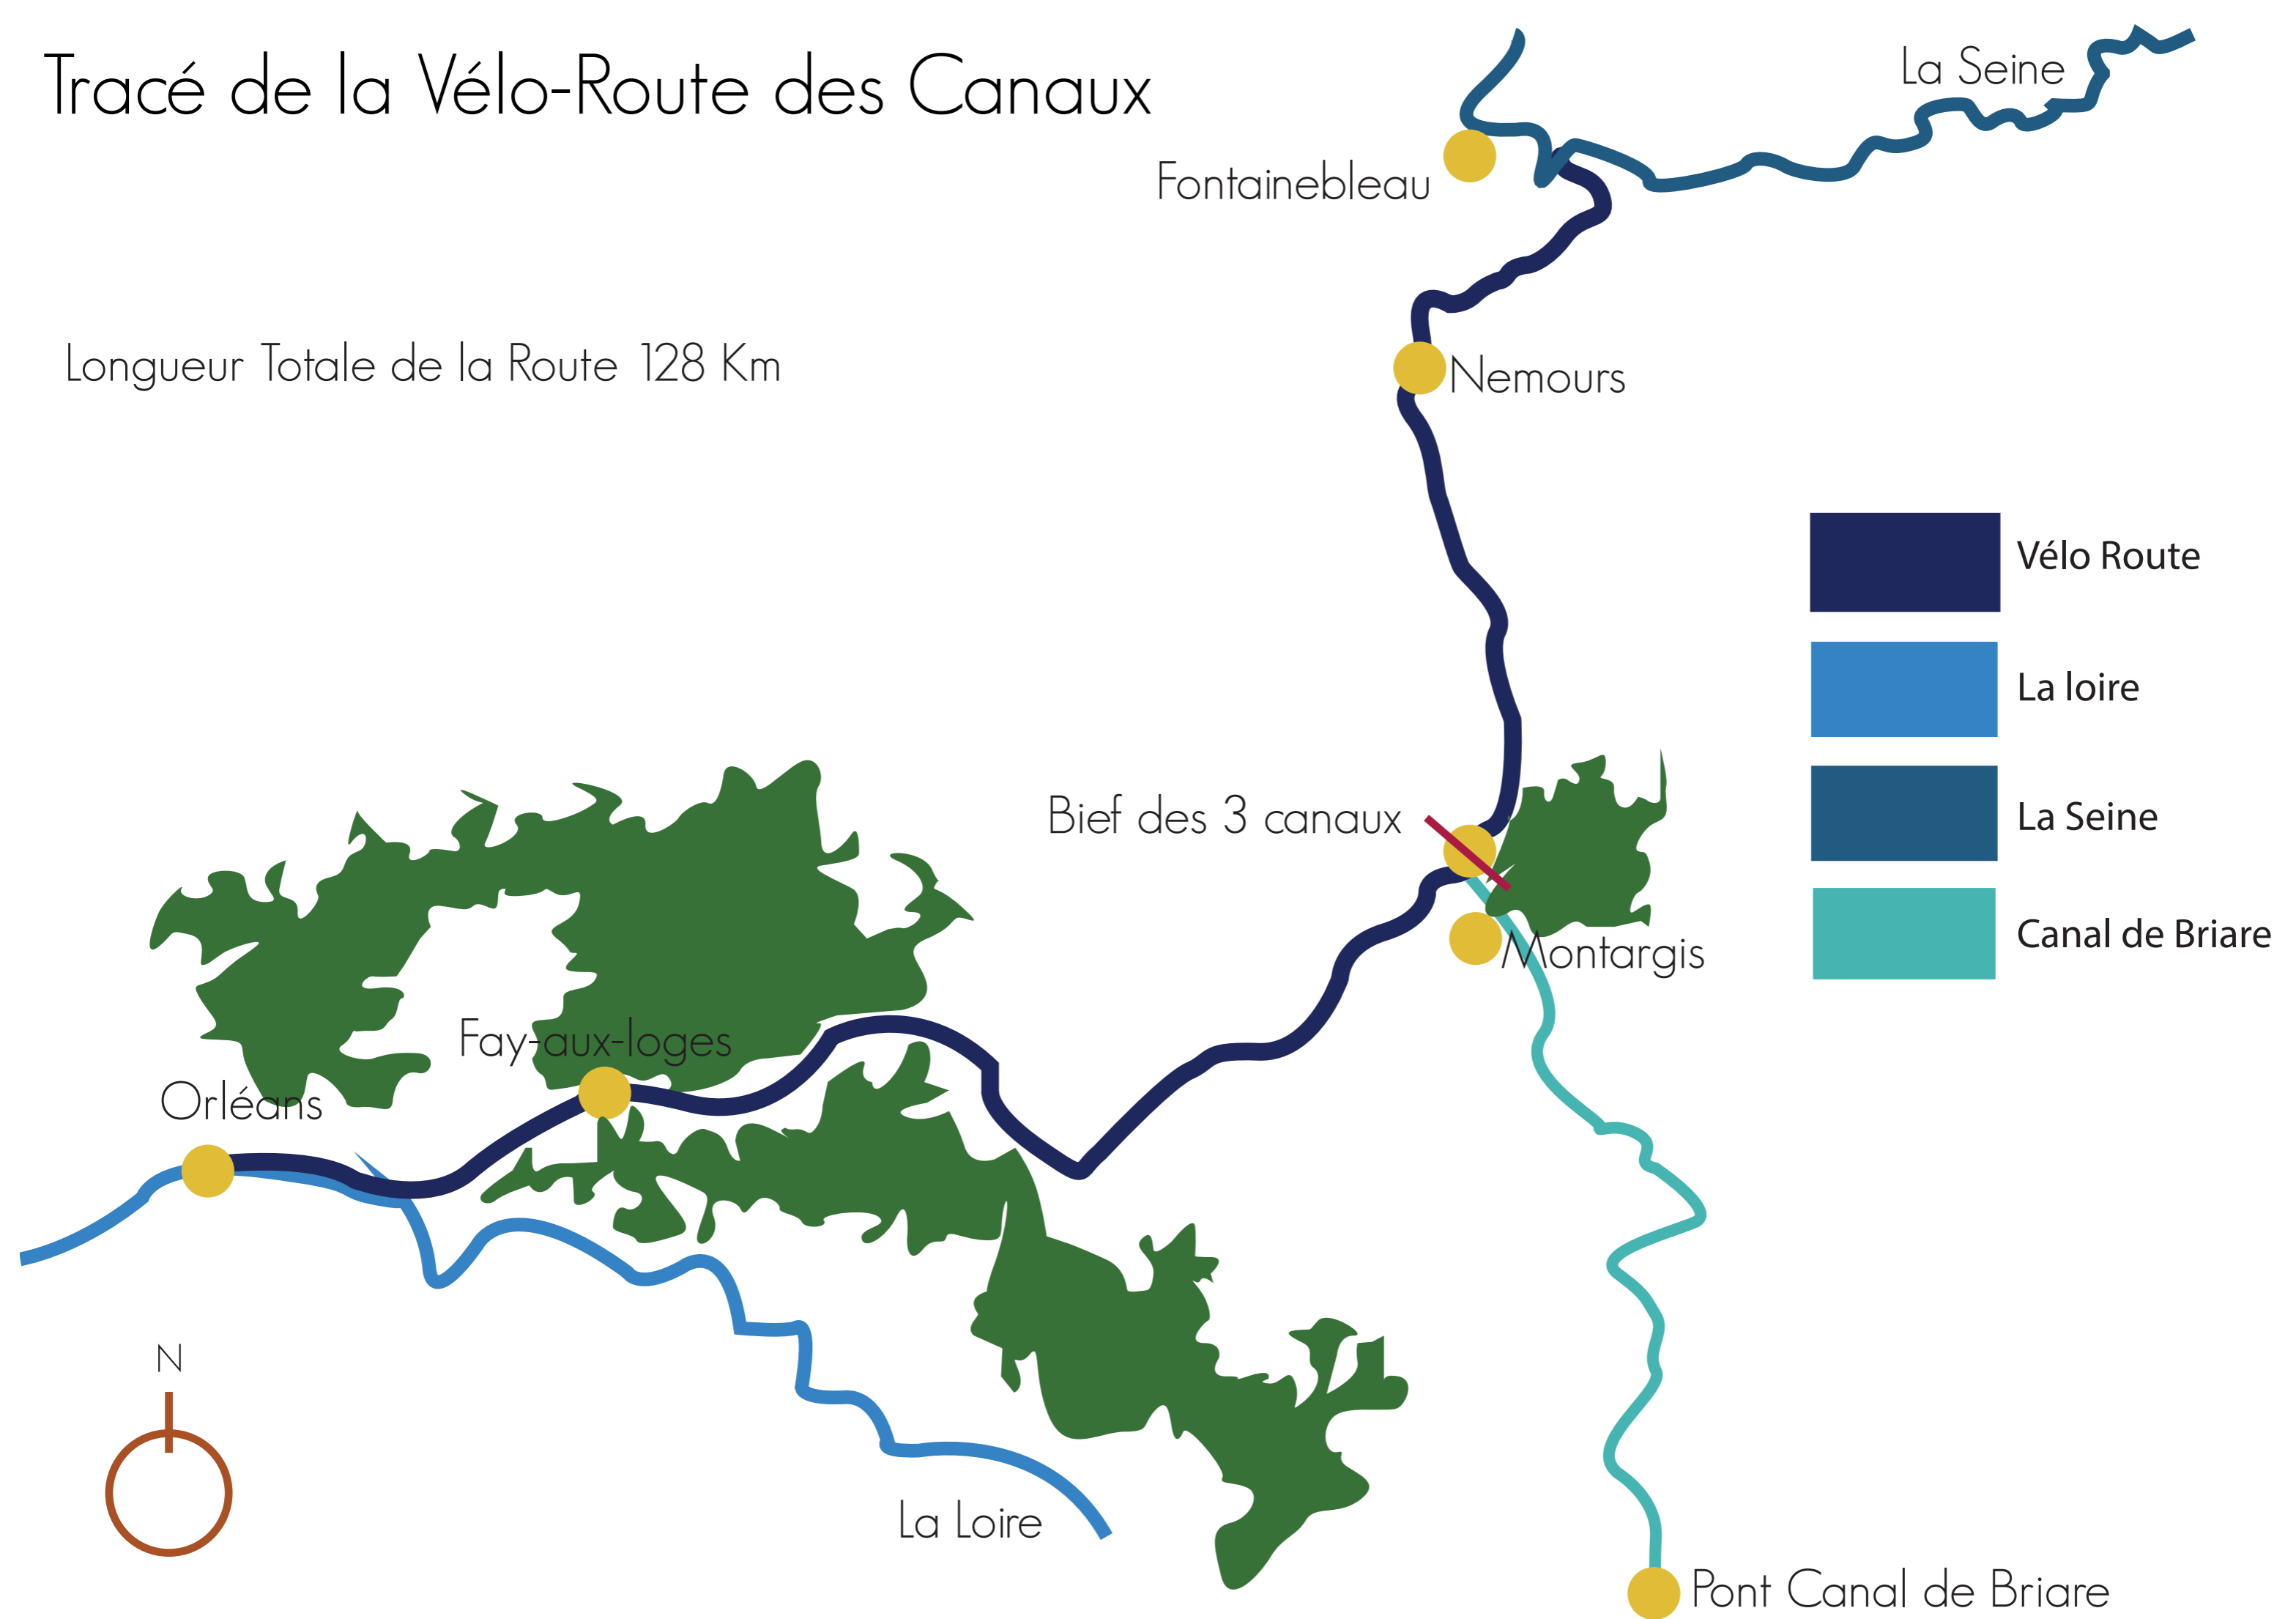 Tracé de la Vélo-Route des Canaux
La Seine
Fontainebleau
Longueur Totale de la Route 128 Km
Nemours
Vélo Route
La loire
La Seine
Canal de Briare
Bief des 3 canaux
Montargis
Fay-aux-loges
Orléans
N
La Loire
Pont Canal de Briare